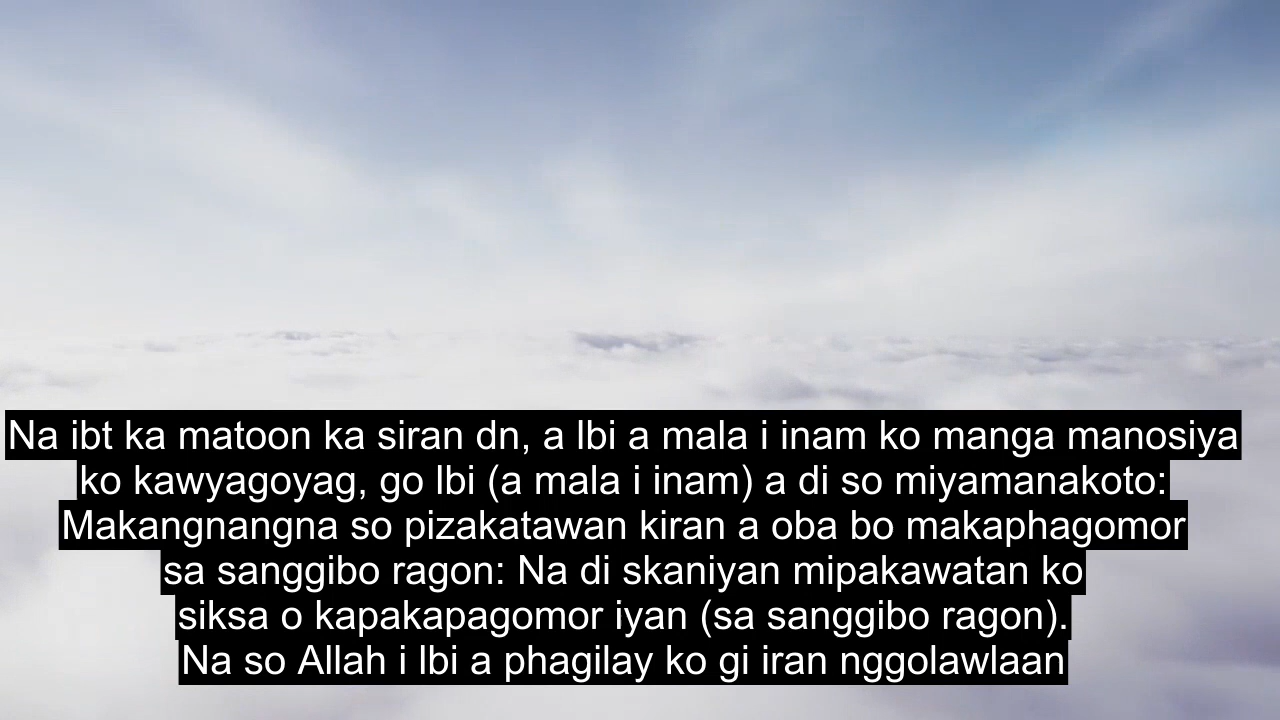 Na ibt ka matoon ka siran dn, a lbi a mala i inam ko manga manosiya
ko kawyagoyag, go lbi (a mala i inam) a di so miyamanakoto:
Makangnangna so pizakatawan kiran a oba bo makaphagomor
sa sanggibo ragon: Na di skaniyan mipakawatan ko
siksa o kapakapagomor iyan (sa sanggibo ragon).
Na so Allah i lbi a phagilay ko gi iran nggolawlaan